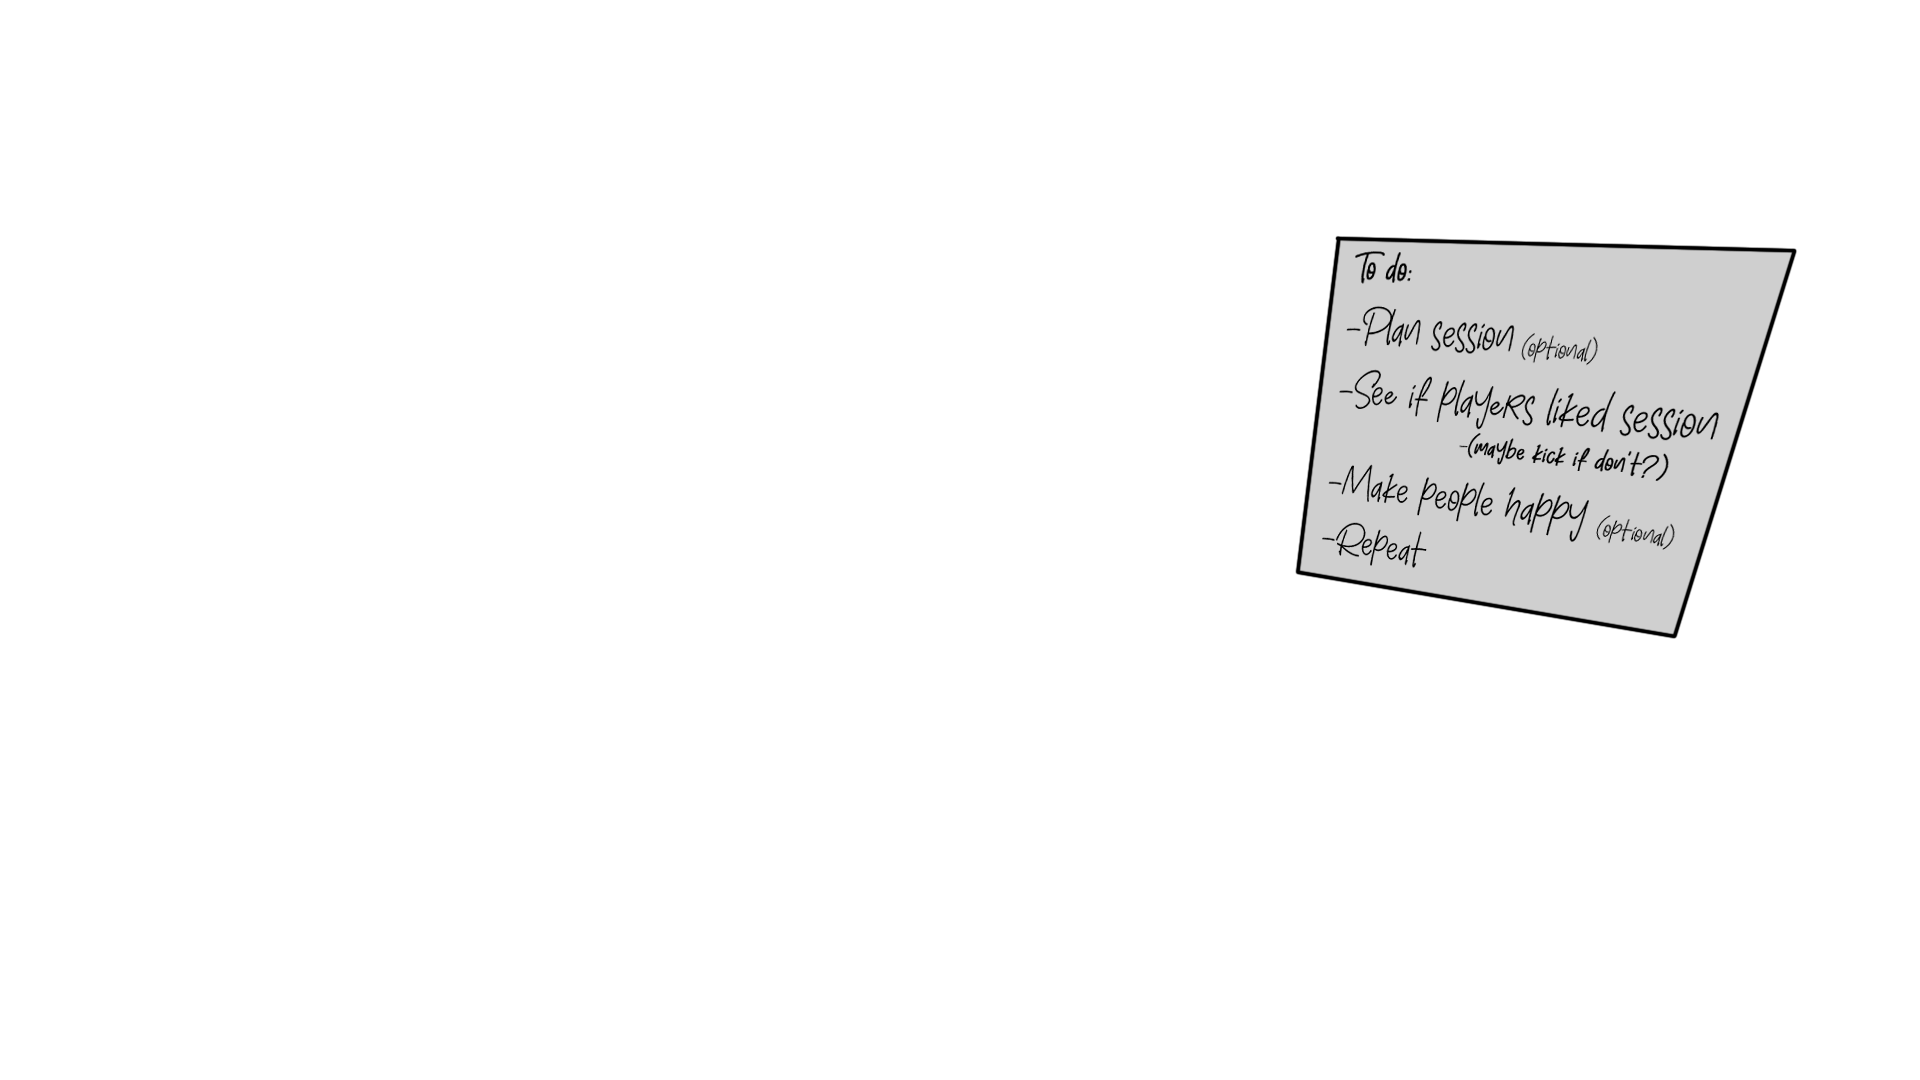 To do:
-Plan session (optional)
-See if players liked session
-(maybe kick if don't?)
-Make people happy (optional)
-Repeat